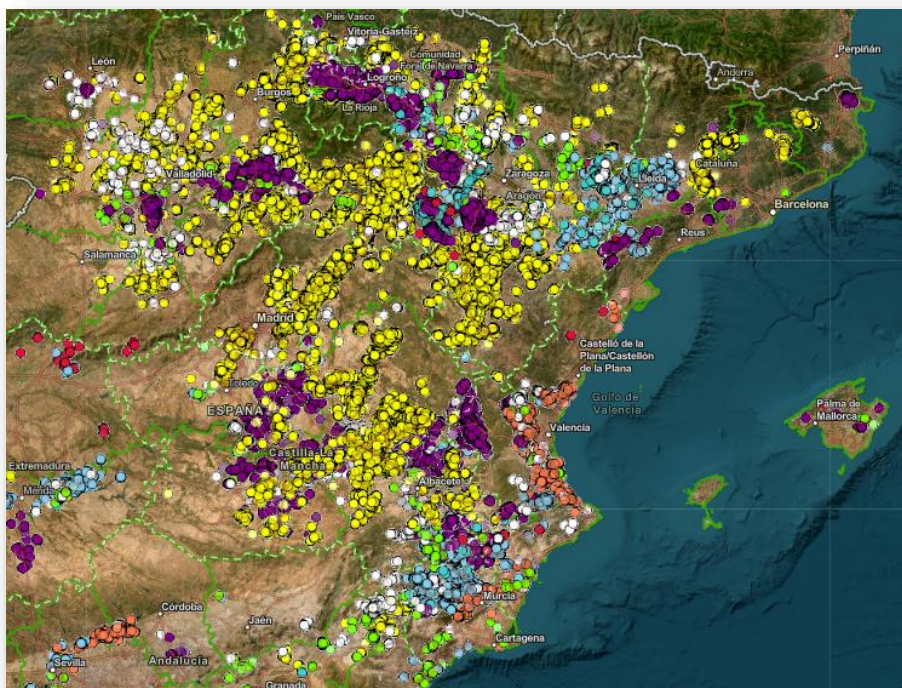 País Vasco
Vitoria-Gasteiz
León
Comunidad
Foral de Navarra
Perpiñán
Andorra
Logroño
Burgos
La Rioja
Cataluña
Valladolid
Zaragoza
Lleida
Aragón
Barcelona
Reus
Salamanca
Madrid
Castelló de la
Plana/Castellón
de la Plana
Toledo
ESPAÑA
Golfo de
Valencia
Palma de
Mallorca
Valencia
Castilla-La
Mancha
Extremadura
Albacete
Mérida
Murcia
Córdoba
Jaén
Cartagena
Sevilla
Andalucía
Granada